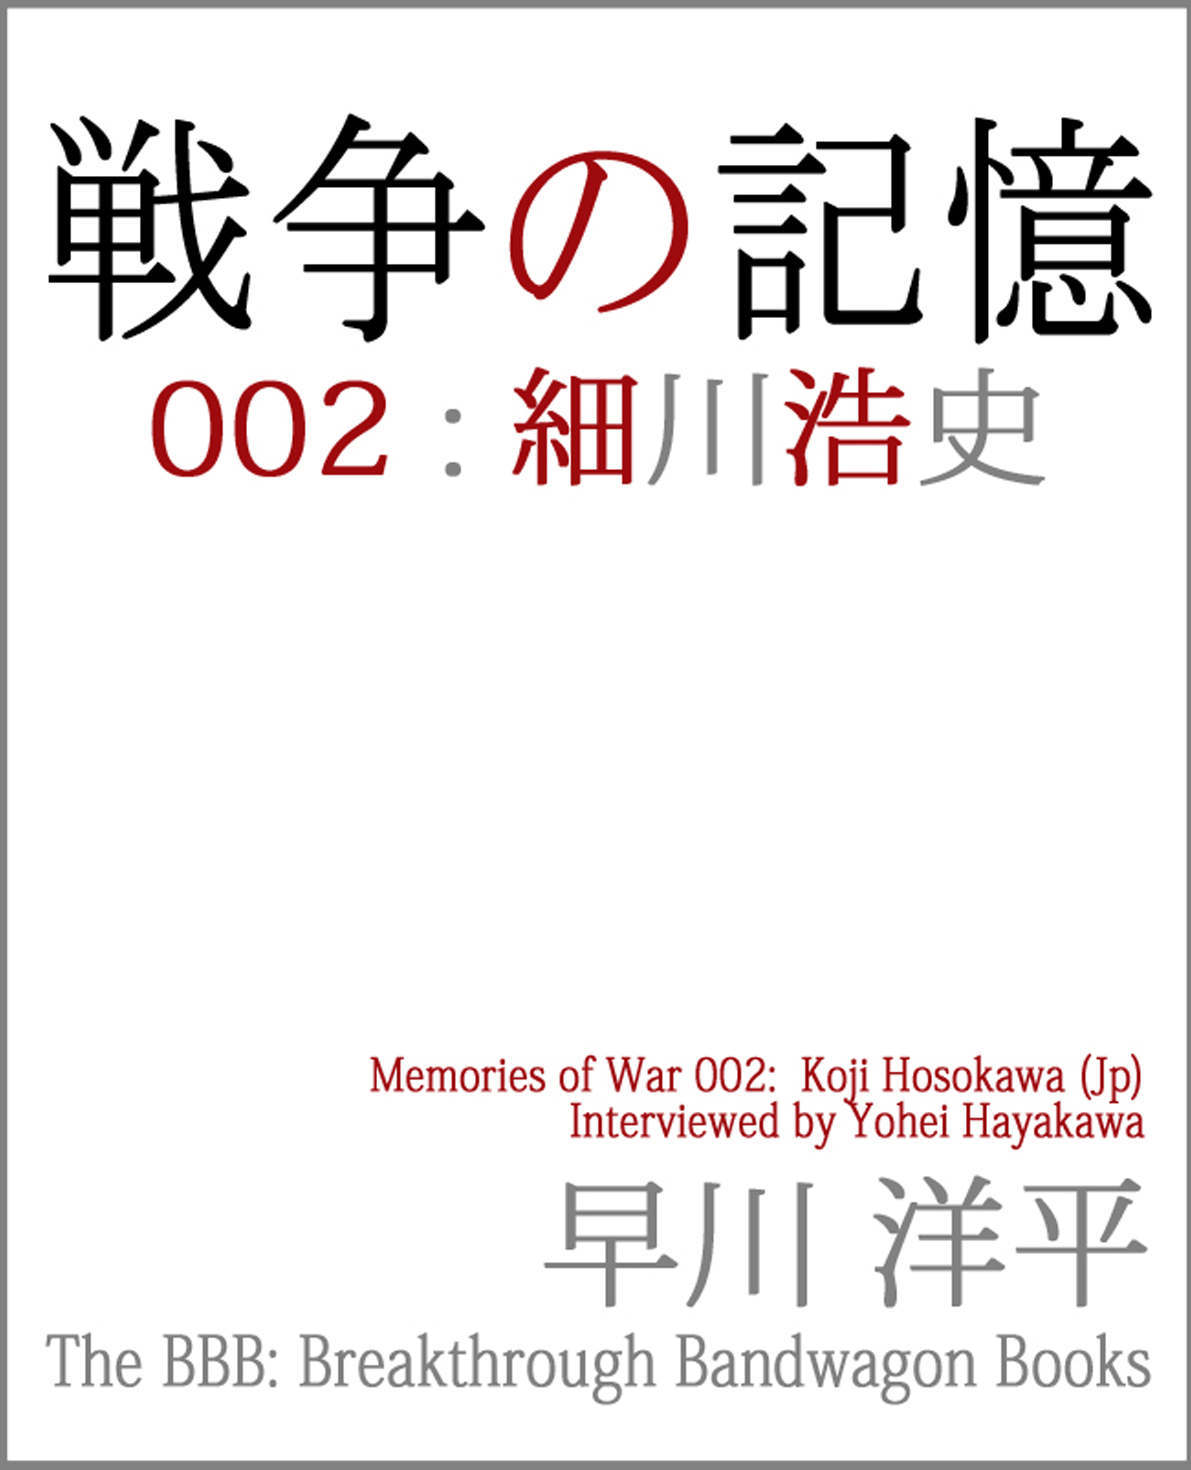 戦争の記憶
002：細川浩史
Memories of War 002: Koji Hosokawa (Jp)
Interviewed by Yohei Hayakawa
早川 洋平
The BBB: Breakthrough Bandwagon Books